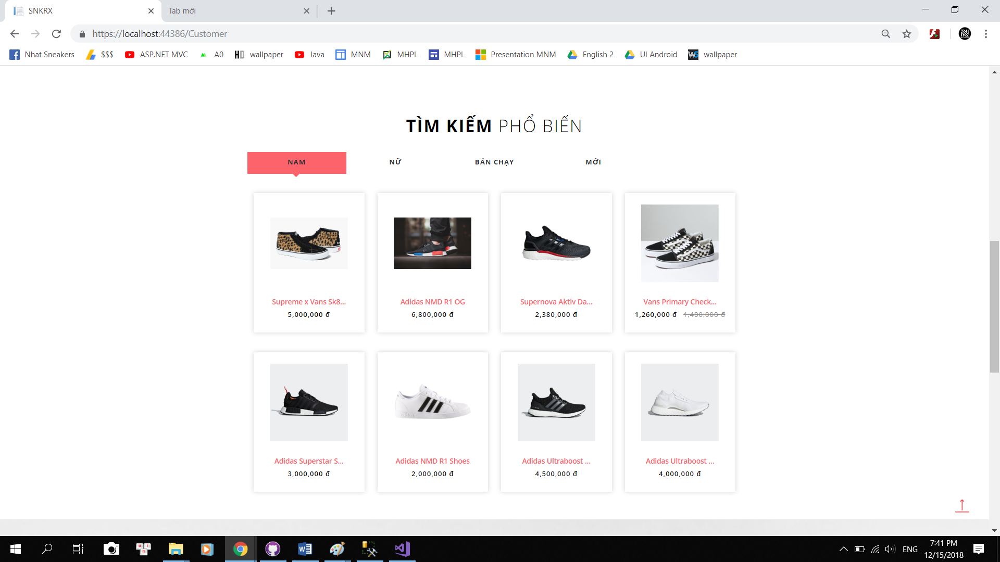 SNKRX
Tab mới
https://localhost:44386/Customer
Nhạt Sneakers
$$$
ASP.NET MVC
A0
HD
wallpaper
Java
MNM
MHPL
MHPL
Presentation MNM
English 2
UI Android
WS
wallpaper
TÌM KIẾM PHỔ BIẾN
NAM
NỮ
BÁN CHẠY
MỚI
Supreme x Vans Sk8...
5,000,000 đ
Adidas NMD R1 OG
6,800,000 đ
Supernova Aktiv Da...
2,380,000 đ
Vans Primary Check...
1,260,000 đ 1,400,000 đ
Adidas Superstar S...
3,000,000 đ
Adidas NMD R1 Shoes
2,000,000 đ
Adidas Ultraboost ...
4,500,000 đ
Adidas Ultraboost ...
4,000,000 đ
ENG
7:41 PM
12/15/2018